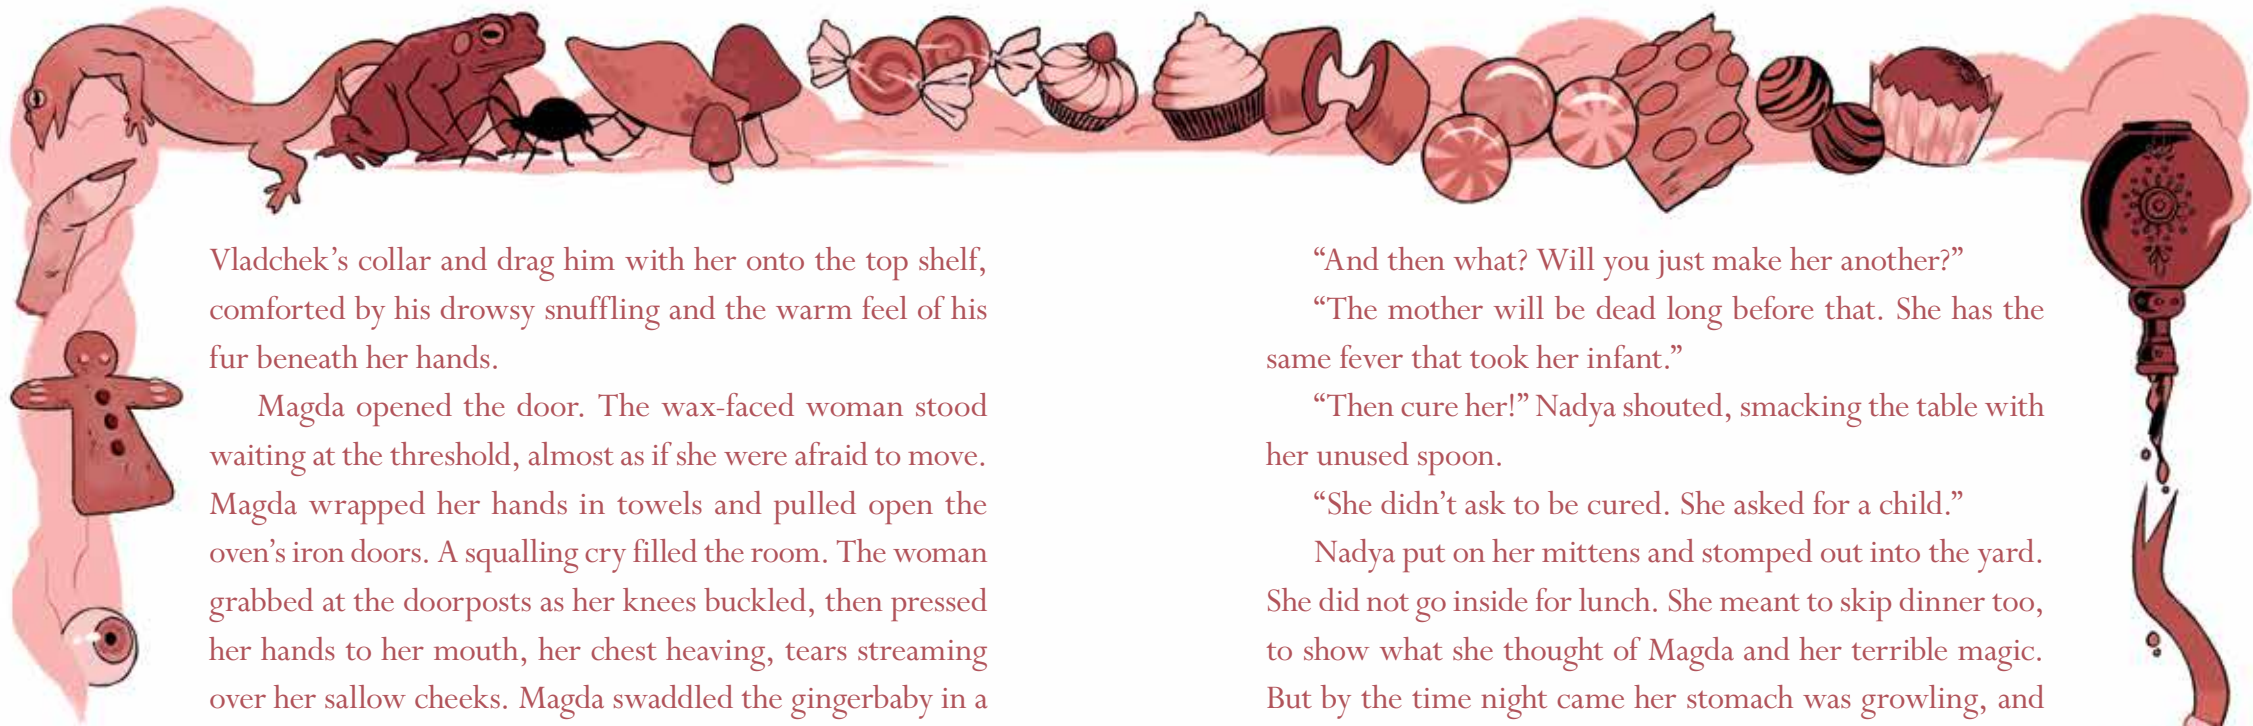 Vladchek’s collar and drag him with her onto the top shelf,
comforted by his drowsy snuffling and the warm feel of his
fur beneath her hands.
Magda opened the door. The wax-faced woman stood
waiting at the threshold, almost as if she were afraid to move.
Magda wrapped her hands in towels and pulled open the
oven’s iron doors. A squalling cry filled the room. The woman
grabbed at the doorposts as her knees buckled, then pressed
her hands to her mouth, her chest heaving, tears streaming
over her sallow cheeks. Magda swaddled the gingerbaby in a
“And then what? Will you just make her another?”
“The mother will be dead long before that. She has the
same fever that took her infant.”
“Then cure her!” Nadya shouted, smacking the table with
her unused spoon.
“She didn’t ask to be cured. She asked for a child.”
Nadya put on her mittens and stomped out into the yard.
She did not go inside for lunch. She meant to skip dinner too,
to show what she thought of Magda and her terrible magic.
But by the time night came her stomach was growling, and